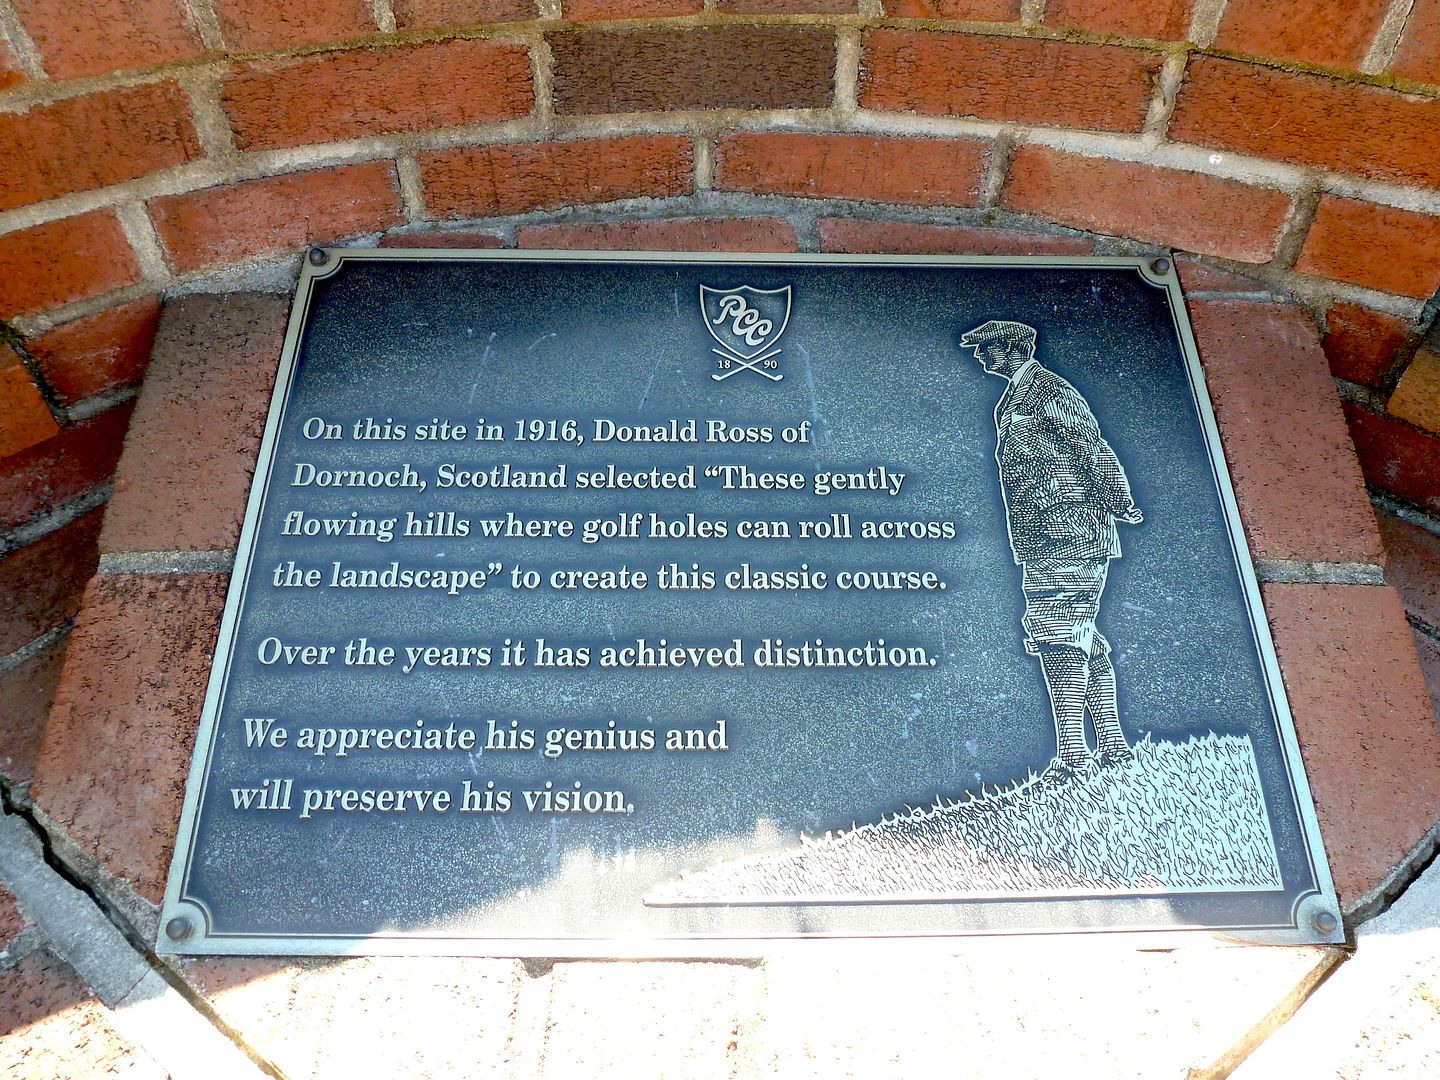 PCC
18 90
On this site in 1916, Donald Ross of
Dornoch, Scotland selected “These gently
flowing hills where golf holes can roll across
the landscape” to create this classic course.
Over the years it has achieved distinction.
We appreciate his genius and
will preserve his vision.